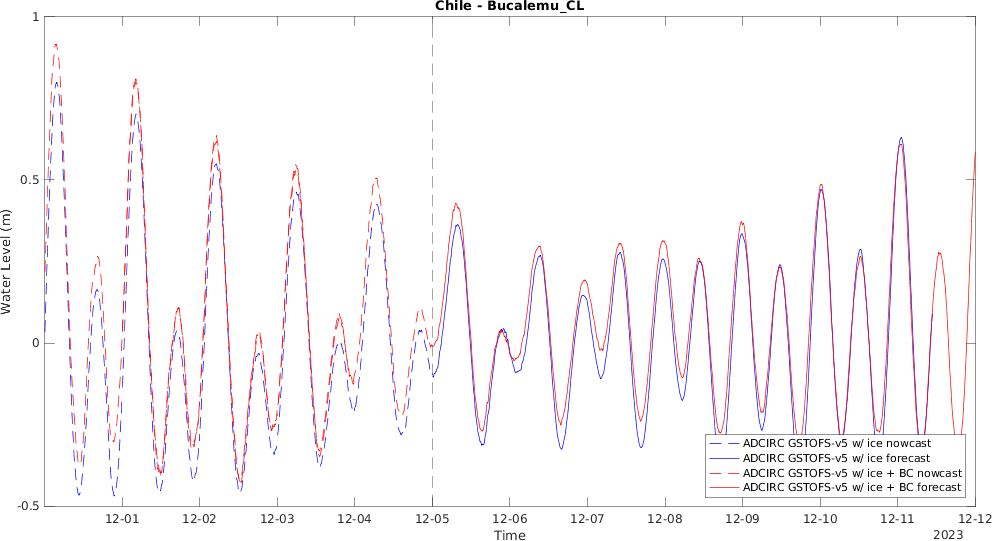 Chile - Bucalemu_CL
1
0.5
0
-0.5
Water Level (m)
ADCIRC GSTOFS-v5 w/ ice nowcast
ADCIRC GSTOFS-v5 w/ ice forecast
ADCIRC GSTOFS-v5 w/ ice + BC nowcast
ADCIRC GSTOFS-v5 w/ ice + BC forecast
12-01 12-02 12-03 12-04 12-05 12-06 12-07 12-08 12-09 12-10 12-11 12-12
Time
2023